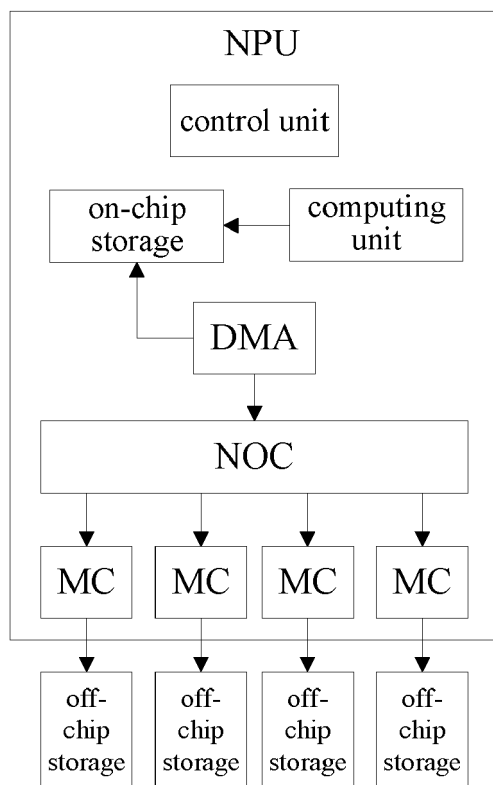 NPU
control unit
on-chip
storage
computing
unit
DMA
NOC
MC
MC
MC
MC
off-
chip
storage
off-
chip
storage
off-
chip
storage
off-
chip
storage